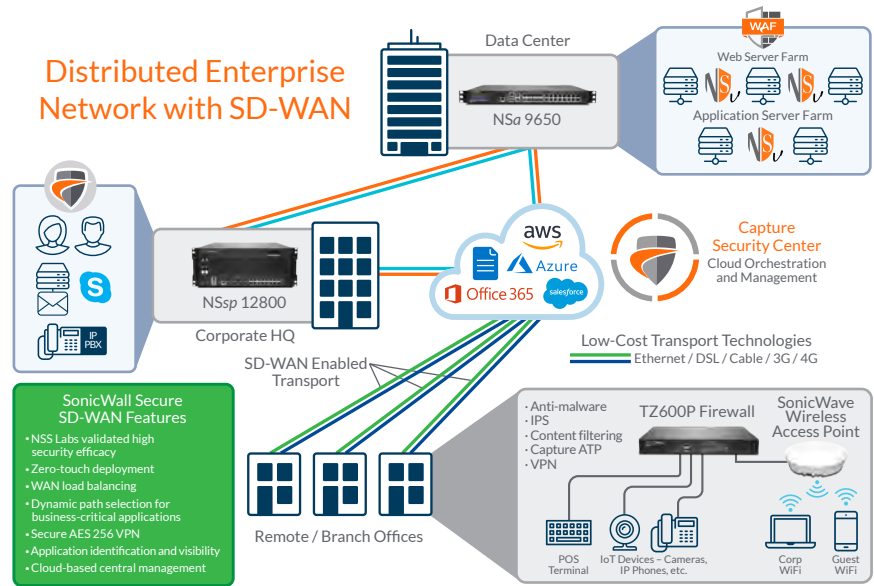 Distributed Enterprise
Network with SD-WAN
Data Center
NSa 9650
WAF
Web Server Farm
NSv
NSv
Application Server Farm
NSv
NSsp 12800
Corporate HQ
IP
PBX
aws
Azure
Office 365
salesforce
Capture
Security Center
Cloud Orchestration
and Management
Low-Cost Transport Technologies
Ethernet / DSL / Cable / 3G / 4G
SD-WAN Enabled
Transport
SonicWall Secure
SD-WAN Features
• NSS Labs validated high
security efficacy
• Zero-touch deployment
• WAN load balancing
• Dynamic path selection for
business-critical applications
• Secure AES 256 VPN
• Application identification and visibility
• Cloud-based central management
Remote / Branch Offices
· Anti-malware
· IPS
· Content filtering
· Capture ATP
· VPN
TZ600P Firewall
SonicWave
Wireless
Access Point
POS
Terminal
IoT Devices – Cameras,
IP Phones, etc.
Corp
WiFi
Guest
WiFi